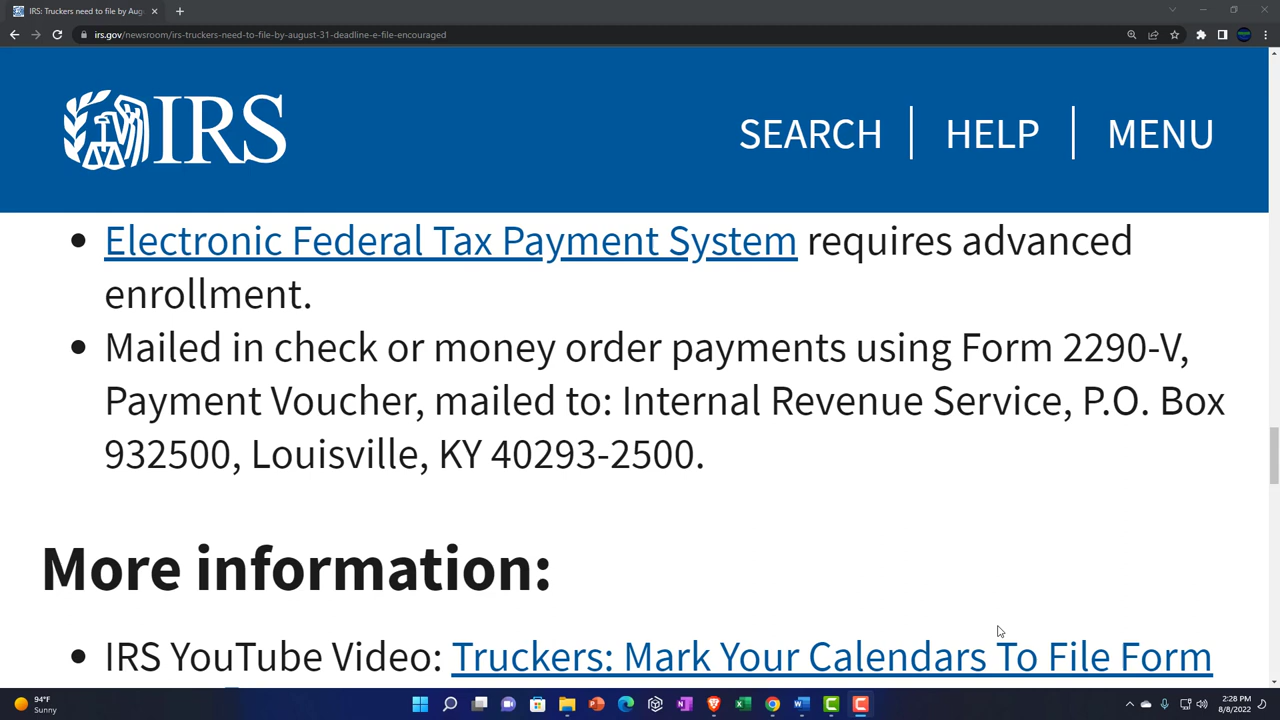 IRS: Truckers need to file by Aug
irs.gov/newsroom/irs-truckers-need-to-file-by-august-31-deadline-e-file-encouraged
IRS
SEARCH
HELP
MENU
Electronic Federal Tax Payment System requires advanced
enrollment.
Mailed in check or money order payments using Form 2290-V,
Payment Voucher, mailed to: Internal Revenue Service, P.O. Box
932500, Louisville, KY 40293-2500.
More information:
IRS YouTube Video: Truckers: Mark Your Calendars To File Form
94°F
Sunny
2:28 PM
8/8/2022